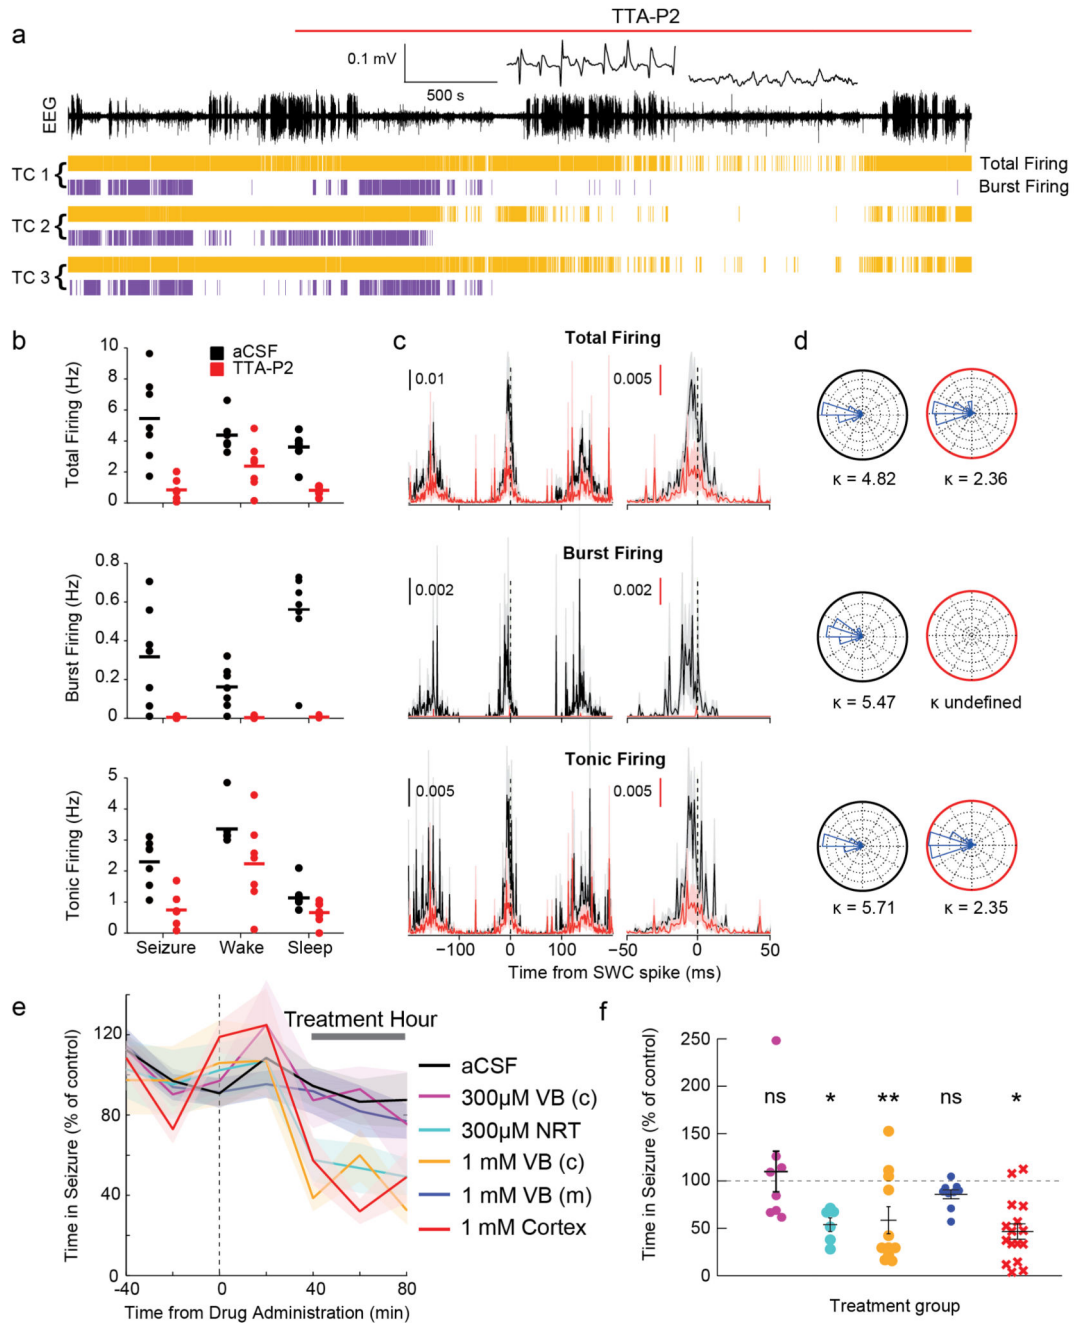 TTA-P2
a
0.1 mV
500 s
EEG
TC 1
Total Firing
Burst Firing
TC 2
TC 3
b
aCSF
TTA-P2
Total Firing (Hz)
10
8
6
4
2
0
Burst Firing (Hz)
0.8
0.6
0.4
0.2
0
Tonic Firing (Hz)
5
4
3
2
1
0
Seizure Wake Sleep
c
Total Firing
0.01
0.005
Burst Firing
0.002
0.002
Tonic Firing
0.005
0.005
−100 0 100 −50 0 50
Time from SWC spike (ms)
d
κ = 4.82 κ = 2.36
κ = 5.47 κ undefined
κ = 5.71 κ = 2.35
e
Time in Seizure (% of control)
120
80
40
0
-40 -20 0 20 40 60 80
Time from Drug Administration (min)
Treatment Hour
aCSF
300µM VB (c)
300µM NRT
1 mM VB (c)
1 mM VB (m)
1 mM Cortex
f
Time in Seizure (% of control)
250
200
150
100
50
0
ns * ** ns *
Treatment group